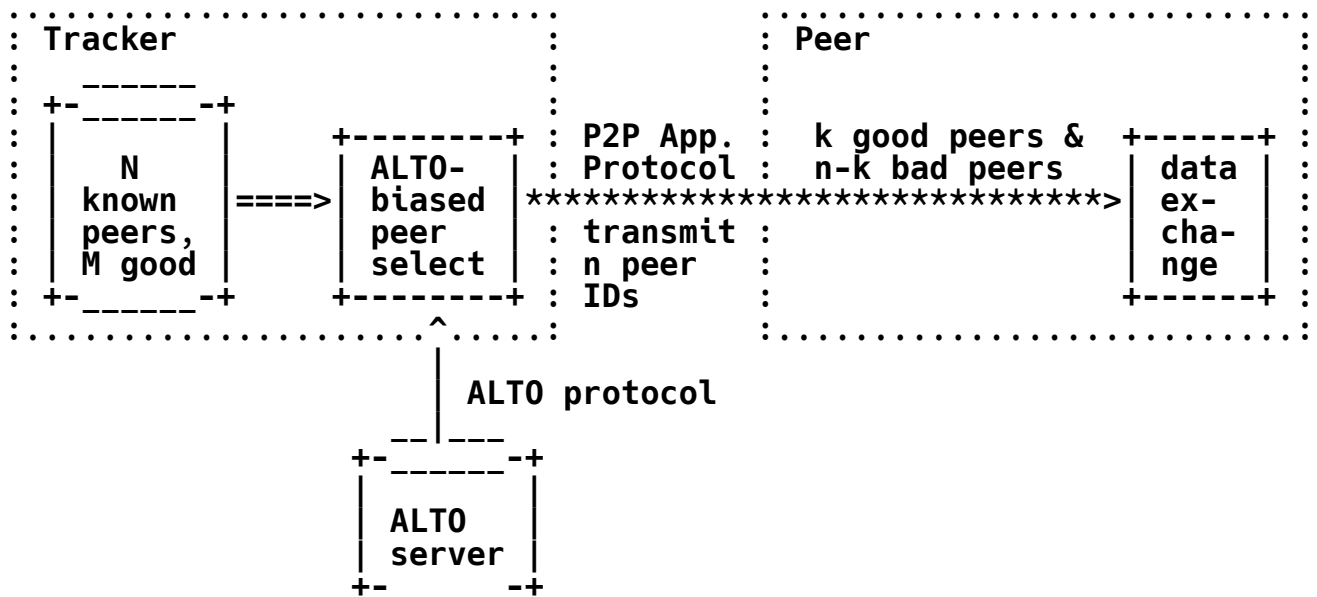 Tracker
Peer
N
known
peers,
M good
====>
ALTO-
biased
peer
select
P2P App.
Protocol
******************************>
transmit
n peer
IDs
k good peers &
n-k bad peers
data
ex-
cha-
nge
ALTO protocol
ALTO
server